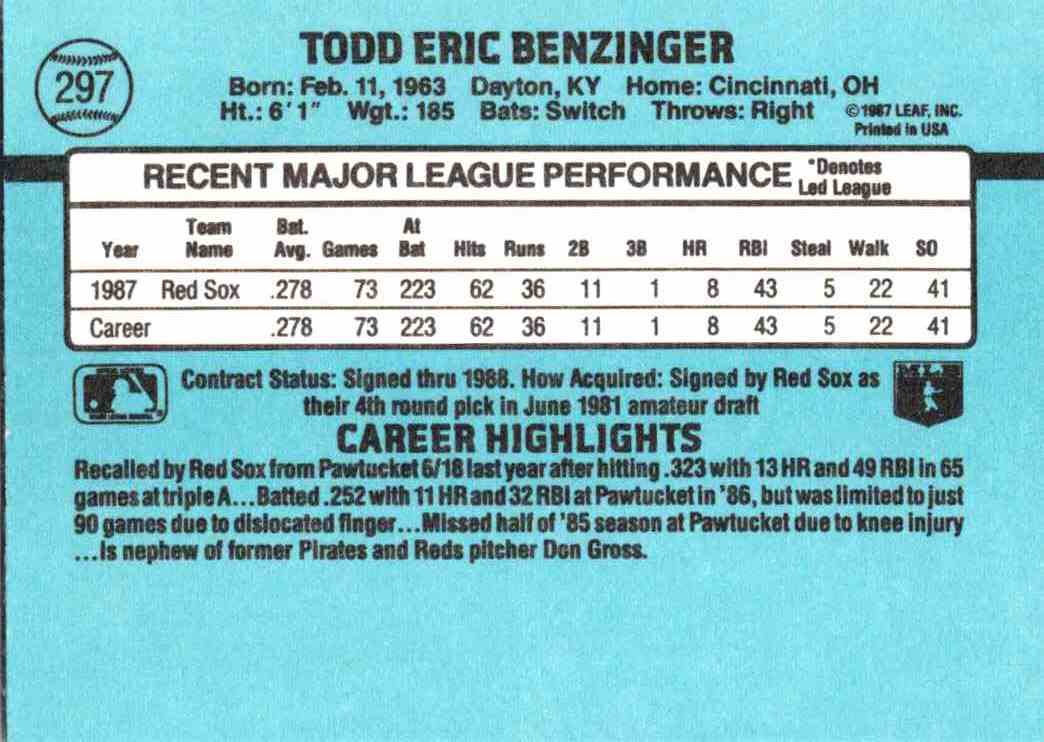 297
TODD ERIC BENZINGER
Born: Feb. 11, 1963 Dayton, KY Home: Cincinnati, OH
Ht.: 6'1" Wgt.: 185 Bats: Switch Throws: Right ©1987 LEAF, INC.
Printed in USA
RECENT MAJOR LEAGUE PERFORMANCE *Denotes
Led League
Year Team Name Bat. Avg. Games At Bat Hits Runs 2B 3B HR RBI Steal Walk SO
1987 Red Sox .278 73 223 62 36 11 1 8 43 5 22 41
Career .278 73 223 62 36 11 1 8 43 5 22 41
Contract Status: Signed thru 1988. How Acquired: Signed by Red Sox as
their 4th round pick in June 1981 amateur draft
CAREER HIGHLIGHTS
Recalled by Red Sox from Pawtucket 6/18 last year after hitting .323 with 13 HR and 49 RBI in 65
games at triple A...Batted .252 with 11 HR and 32 RBI at Pawtucket in '86, but was limited to just
90 games due to dislocated finger...Missed half of '85 season at Pawtucket due to knee injury
...Is nephew of former Pirates and Reds pitcher Don Gross.